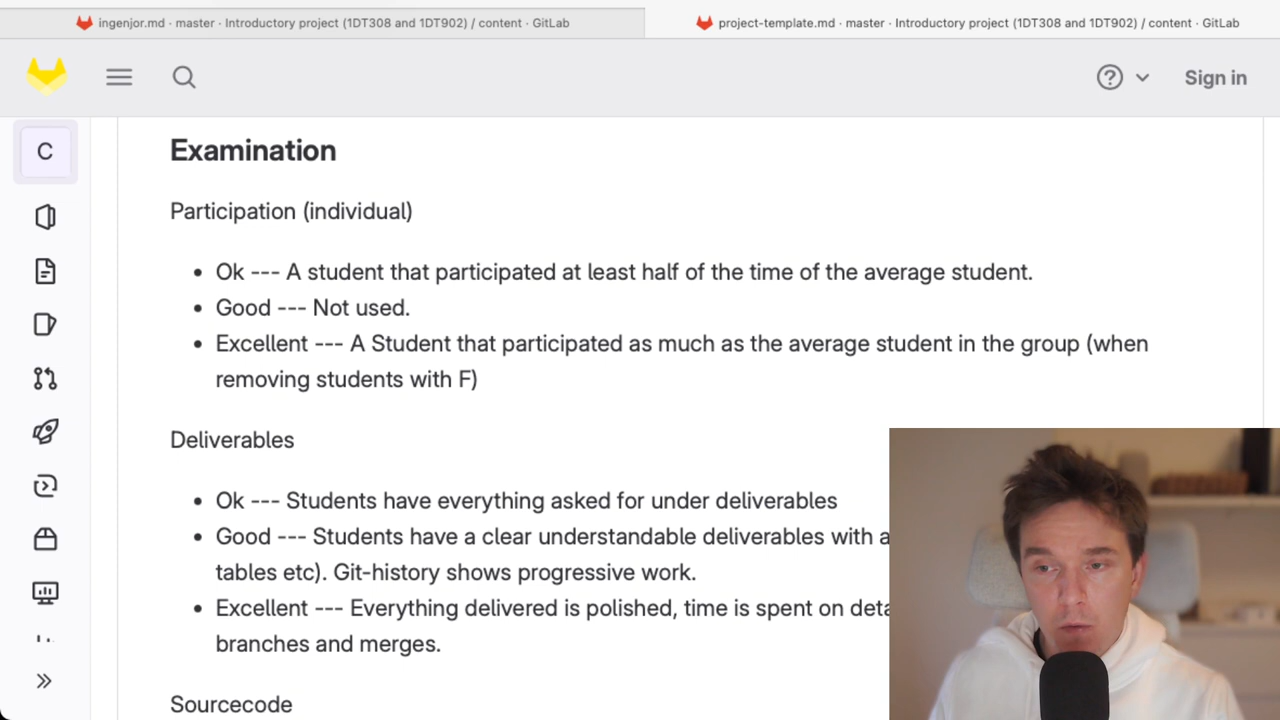 ingenjor.md · master · Introductory project (1DT308 and 1DT902) / content · GitLab
project-template.md · master · Introductory project (1DT308 and 1DT902) / content · GitLab
Sign in
C
Examination
Participation (individual)
Ok --- A student that participated at least half of the time of the average student.
Good --- Not used.
Excellent --- A Student that participated as much as the average student in the group (when
removing students with F)
Deliverables
Ok --- Students have everything asked for under deliverables
Good --- Students have a clear understandable deliverables with a
tables etc). Git-history shows progressive work.
Excellent --- Everything delivered is polished, time is spent on deta
branches and merges.
Sourcecode